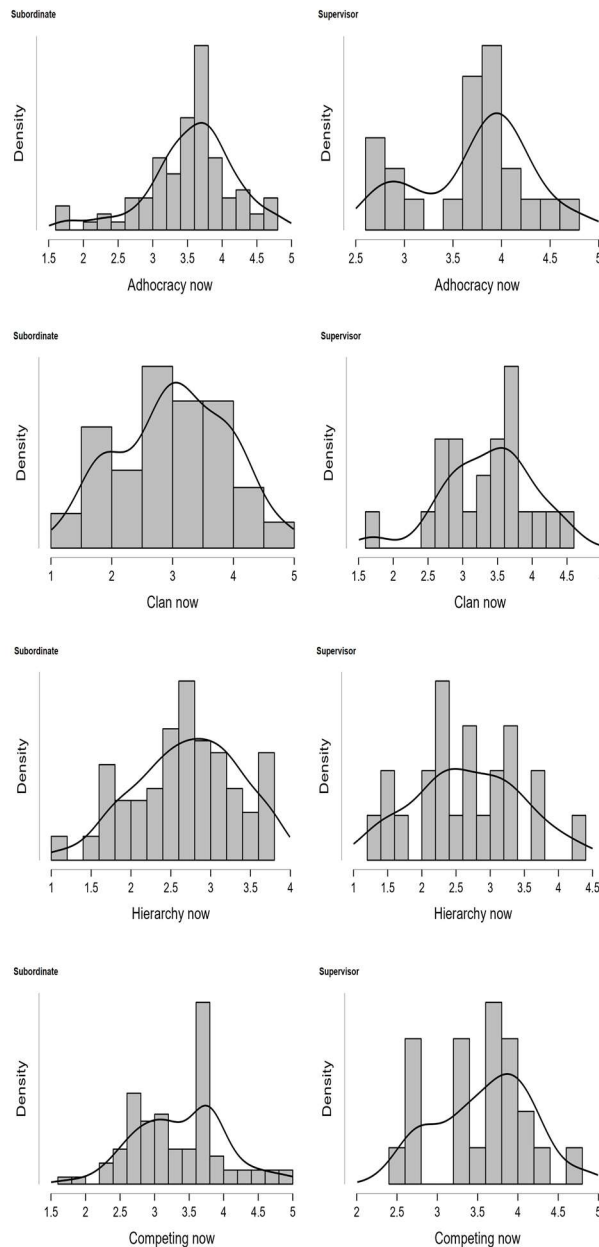 Subordinate
Supervisor
Density
Density
1.5 2 2.5 3 3.5 4 4.5 5
2.5 3 3.5 4 4.5 5
Adhocracy now
Adhocracy now
Subordinate
Supervisor
Density
Density
1 2 3 4 5
1.5 2 2.5 3 3.5 4 4.5
Clan now
Clan now
Subordinate
Supervisor
Density
Density
1 1.5 2 2.5 3 3.5 4
1 1.5 2 2.5 3 3.5 4 4.5
Hierarchy now
Hierarchy now
Subordinate
Supervisor
Density
Density
1.5 2 2.5 3 3.5 4 4.5 5
2 2.5 3 3.5 4 4.5 5
Competing now
Competing now